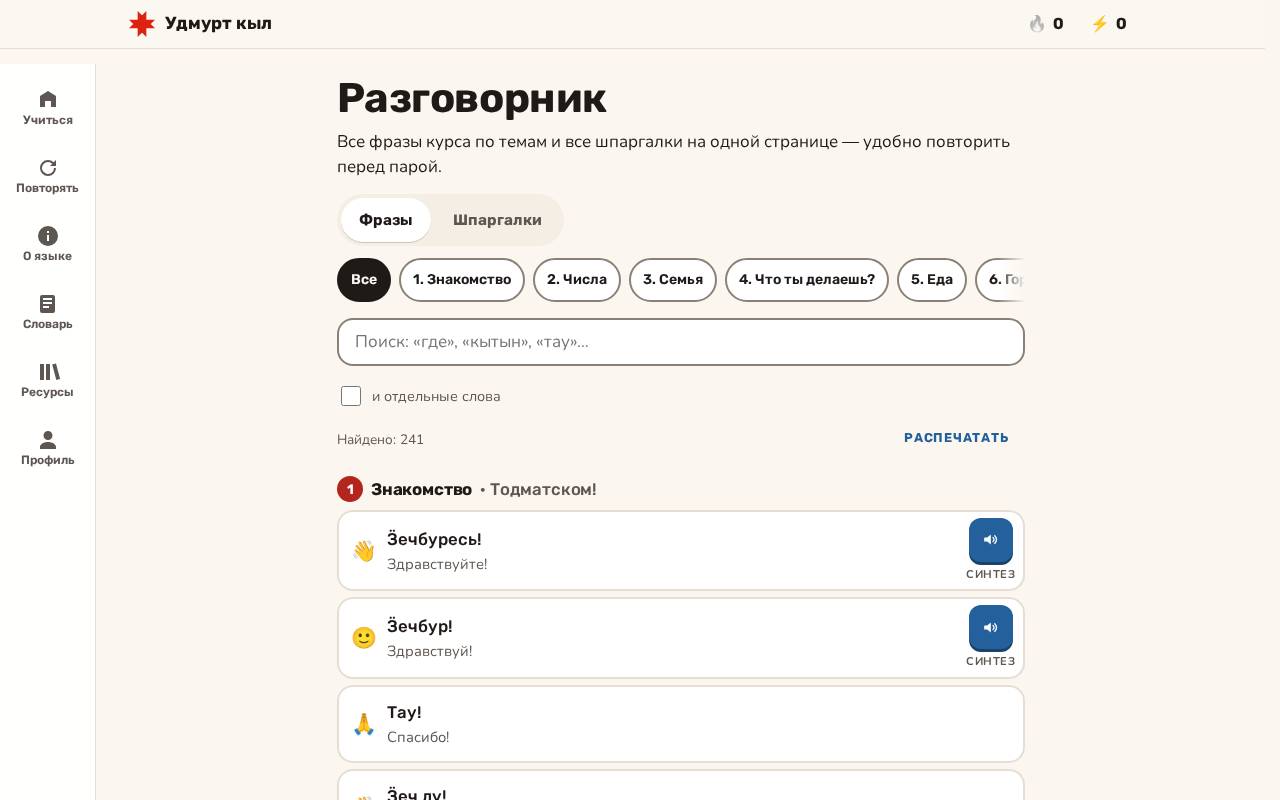 Удмурт кыл
0
0
Учиться
Повторять
О языке
Словарь
Ресурсы
Профиль
Разговорник
Все фразы курса по темам и все шпаргалки на одной странице — удобно повторить
перед парой.
Фразы
Шпаргалки
Все
1. Знакомство
2. Числа
3. Семья
4. Что ты делаешь?
5. Еда
6.
Поиск: «где», «кытын», «тау»...
и отдельные слова
Найдено: 241
РАСПЕЧАТАТЬ
1 Знакомство • Тодматском!
Ӟечбуресь!
Здравствуйте!
СИНТЕЗ
Ӟечбур!
Здравствуй!
СИНТЕЗ
Тау!
Спасибо!